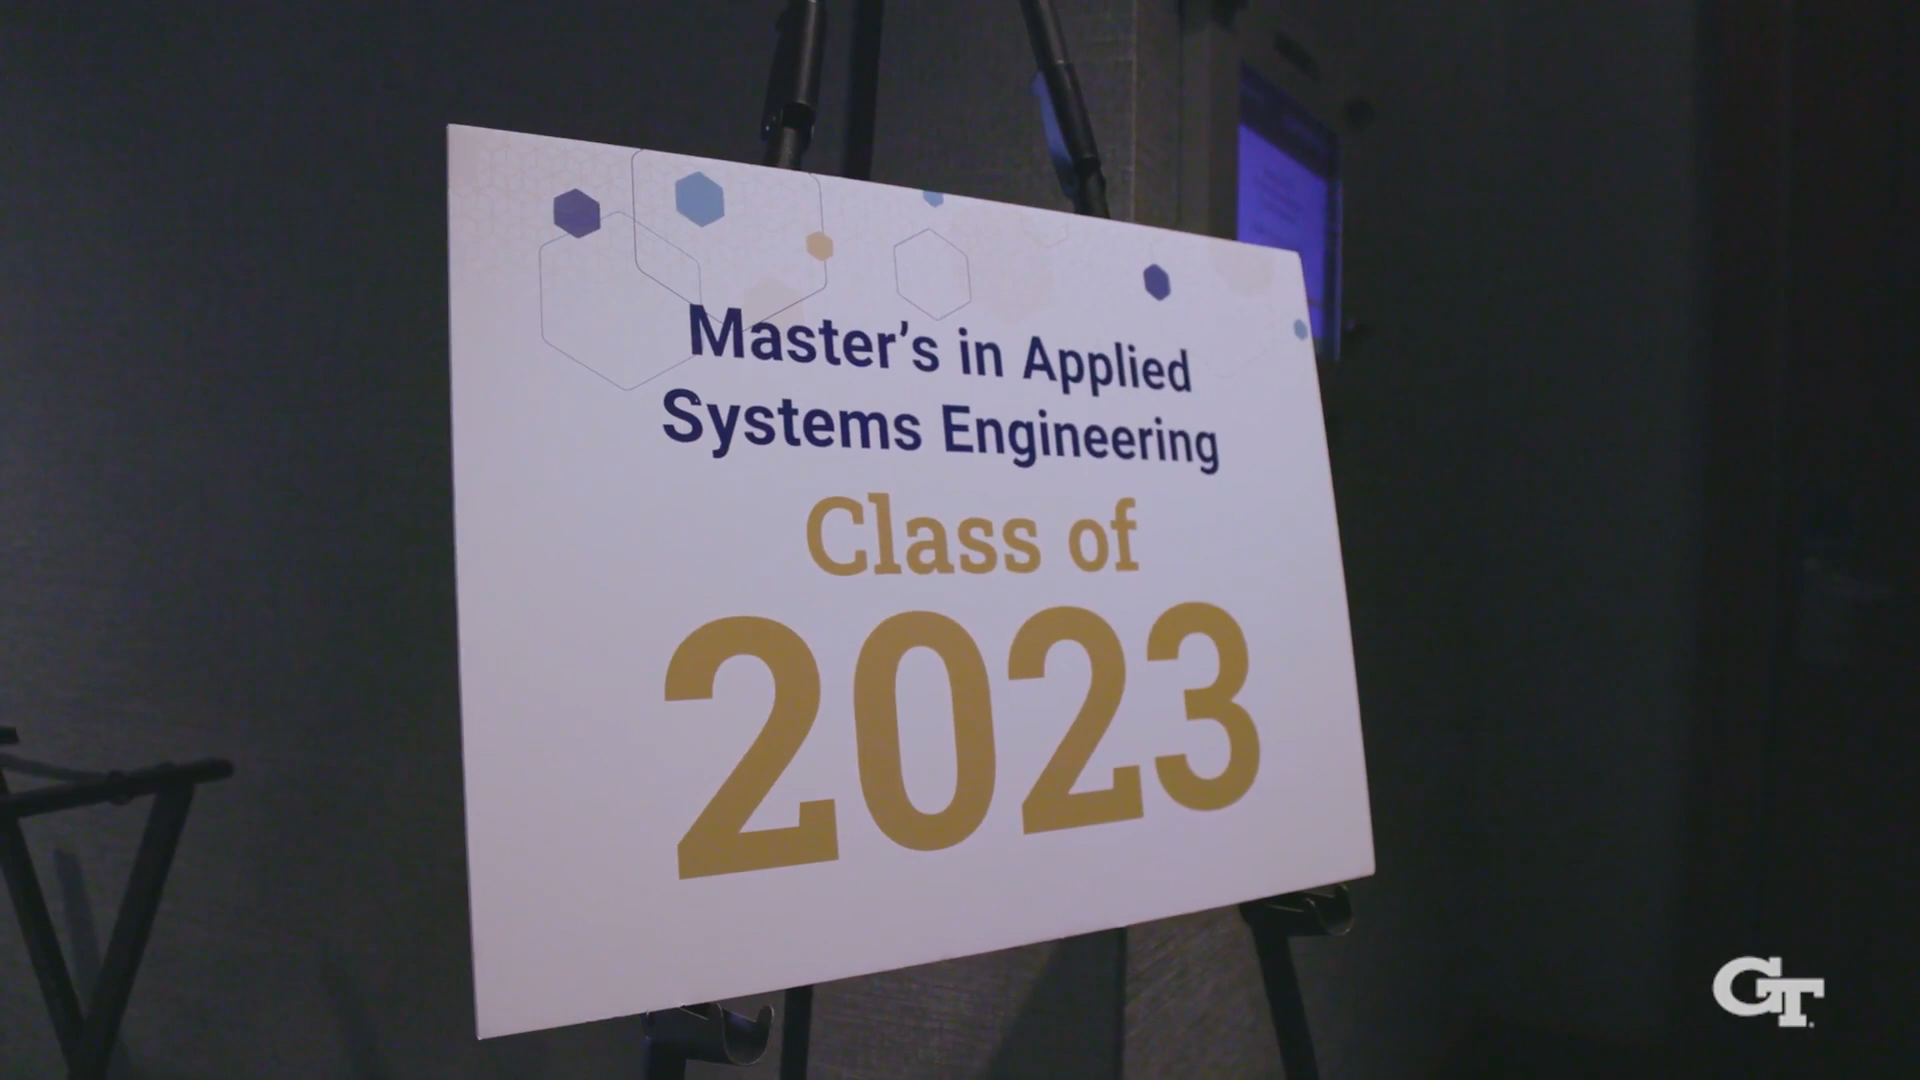 Master’s in Applied
Systems Engineering
Class of
2023
GT